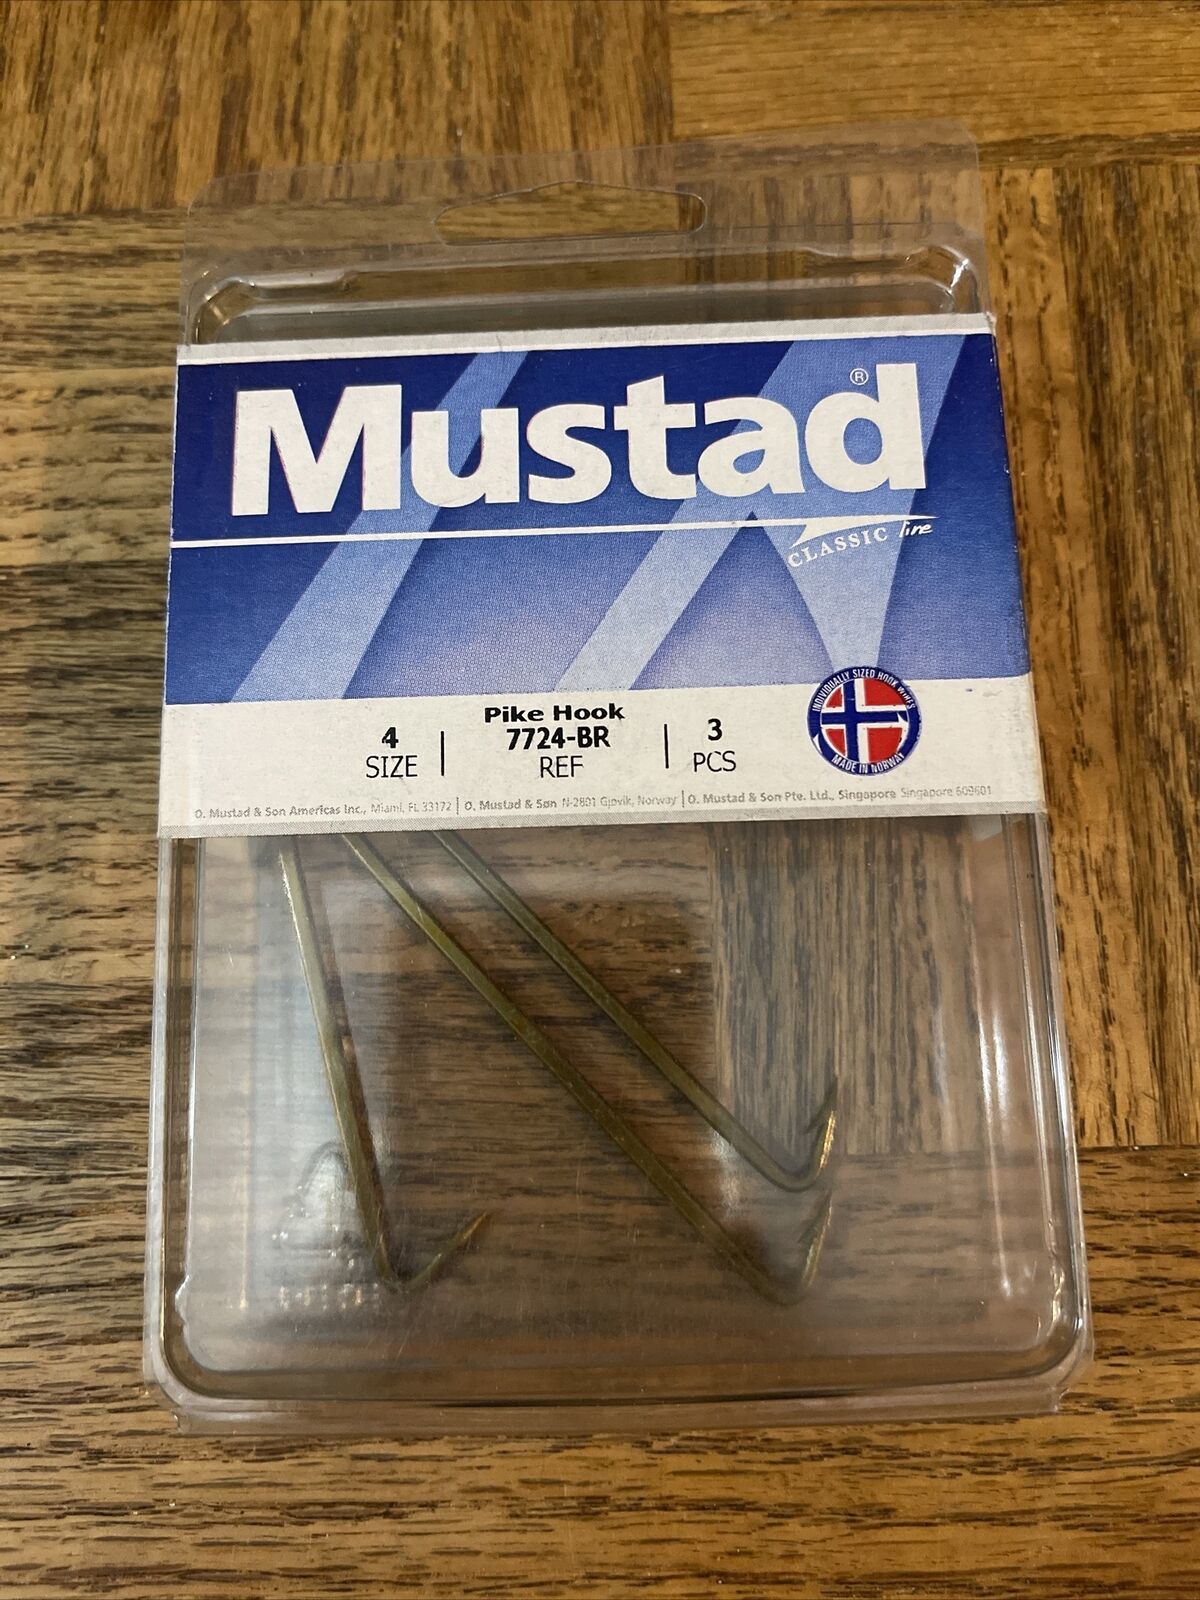 Mustad®
CLASSIC line
Pike Hook
4 7724-BR 3
SIZE REF PCS
INDIVIDUALLY SIZED HOOK WIRES
MADE IN NORWAY
O. Mustad & Son Americas Inc., Miami, FL 33172 | O. Mustad & Søn N-2801 Gjøvik, Norway | O. Mustad & Son Pte. Ltd., Singapore Singapore 609601